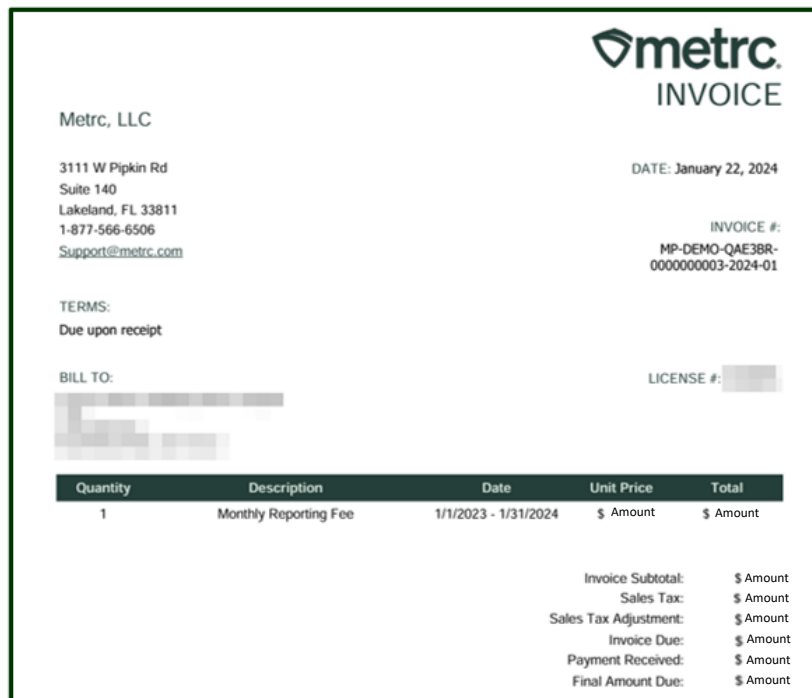 metrc.
INVOICE
Metrc, LLC
3111 W Pipkin Rd
Suite 140
Lakeland, FL 33811
1-877-566-6506
Support@metrc.com
DATE: January 22, 2024
INVOICE #:
MP-DEMO-QAE3BR-
0000000003-2024-01
TERMS:
Due upon receipt
BILL TO:
LICENSE #:
Quantity Description Date Unit Price Total
1 Monthly Reporting Fee 1/1/2023 - 1/31/2024 $ Amount $ Amount
Invoice Subtotal: $ Amount
Sales Tax: $ Amount
Sales Tax Adjustment: $ Amount
Invoice Due: $ Amount
Payment Received: $ Amount
Final Amount Due: $ Amount